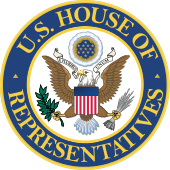 U.S. HOUSE OF
REPRESENTATIVES